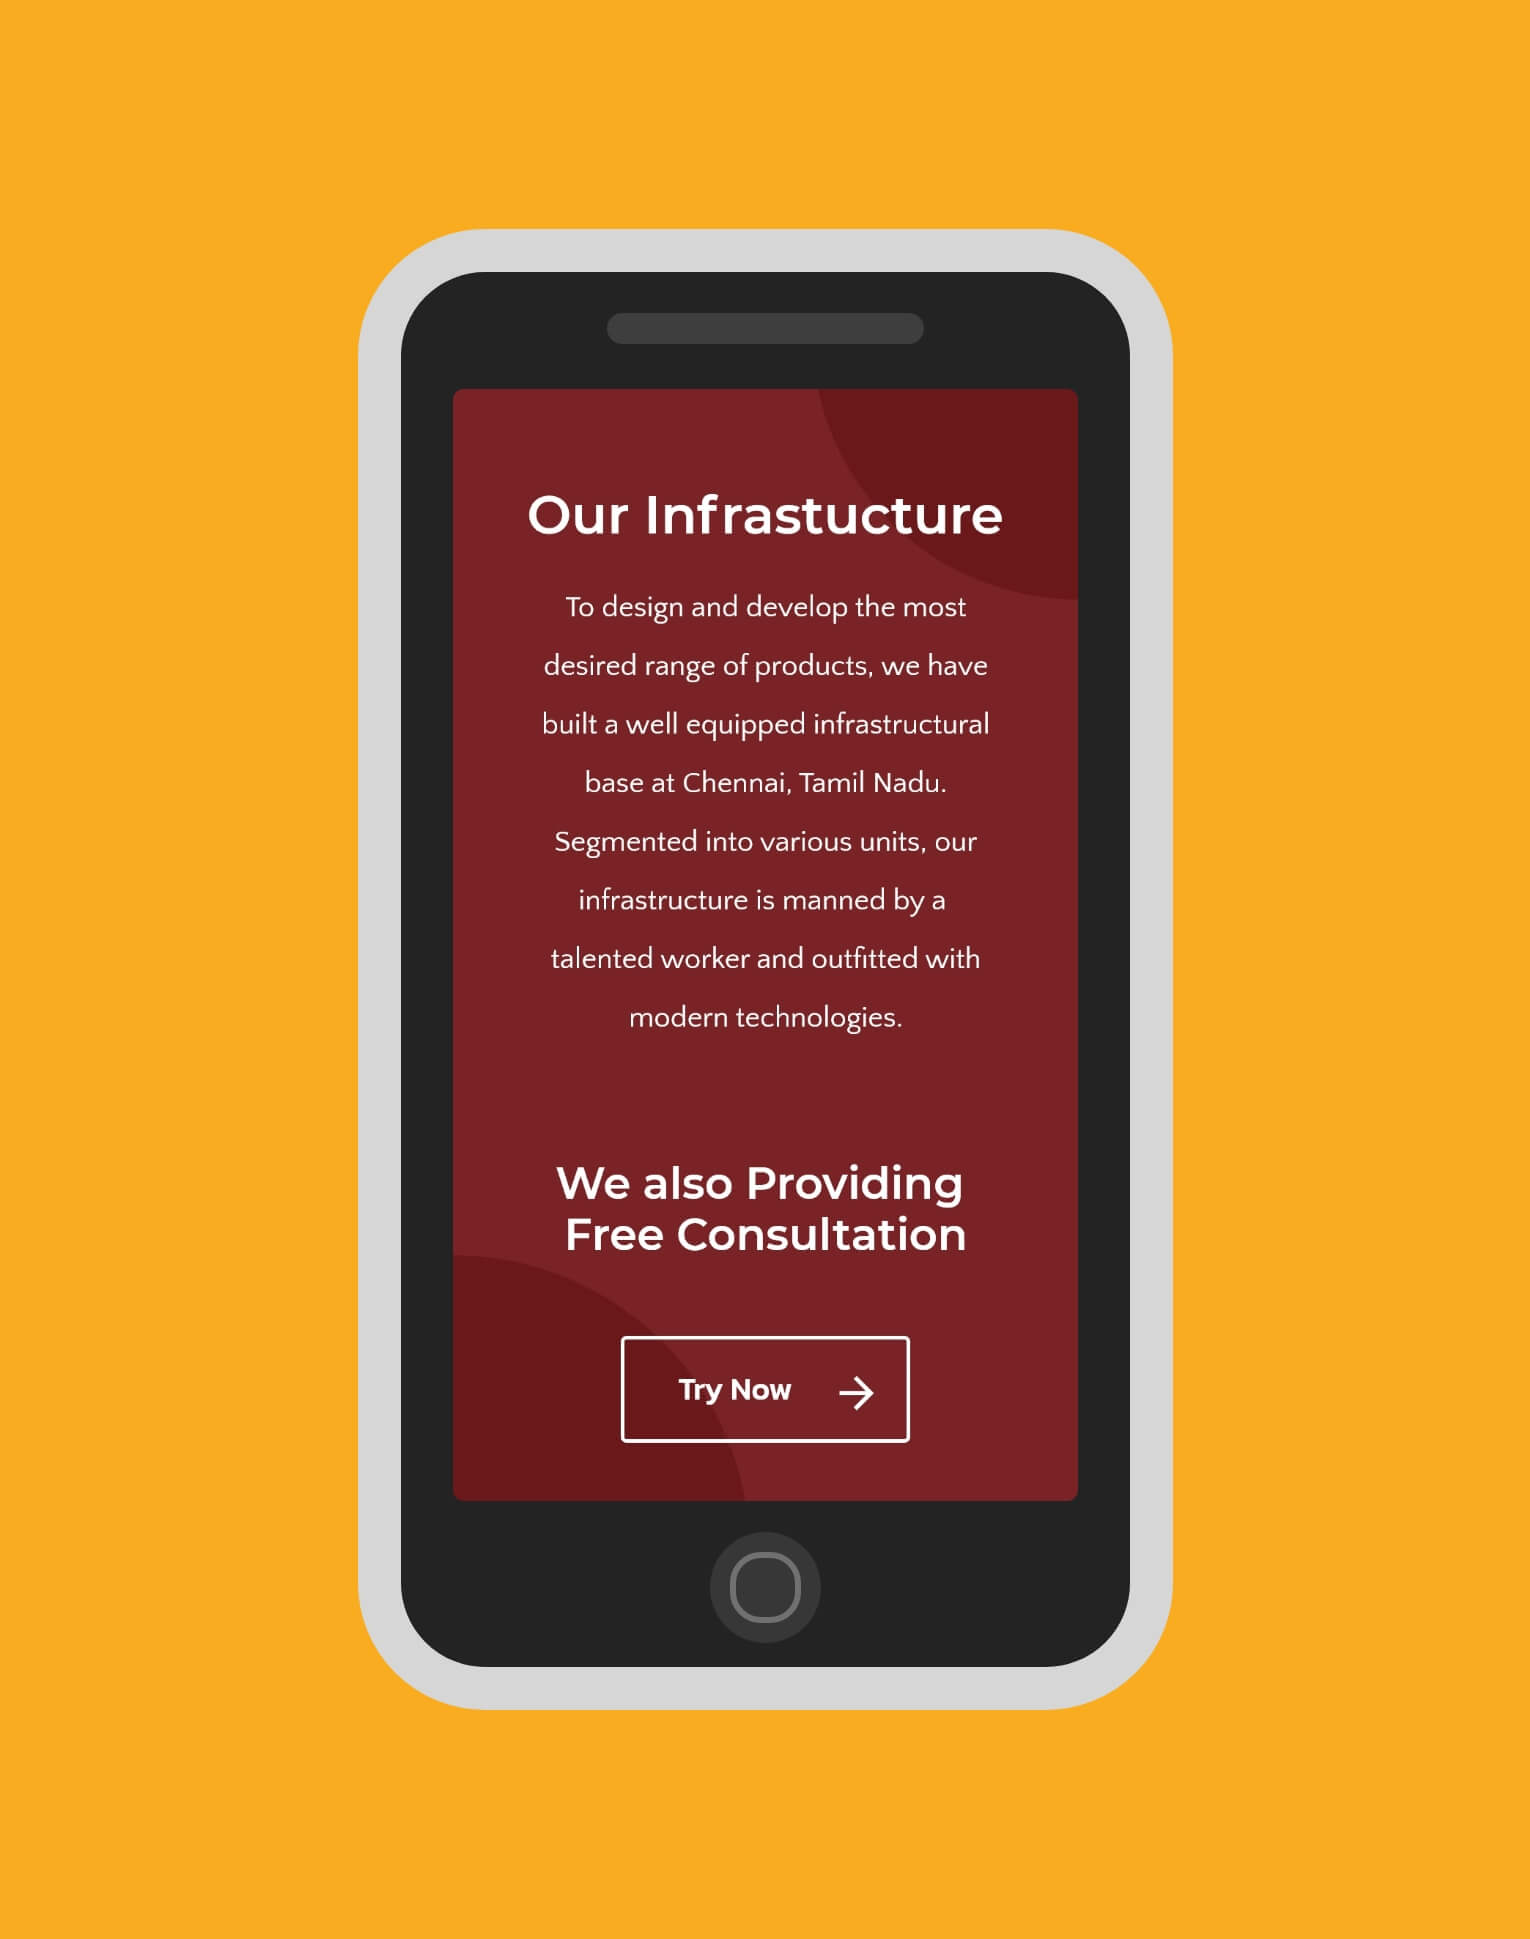 Our Infrastucture
To design and develop the most
desired range of products, we have
built a well equipped infrastructural
base at Chennai, Tamil Nadu.
Segmented into various units, our
infrastructure is manned by a
talented worker and outfitted with
modern technologies.
We also Providing
Free Consultation
Try Now